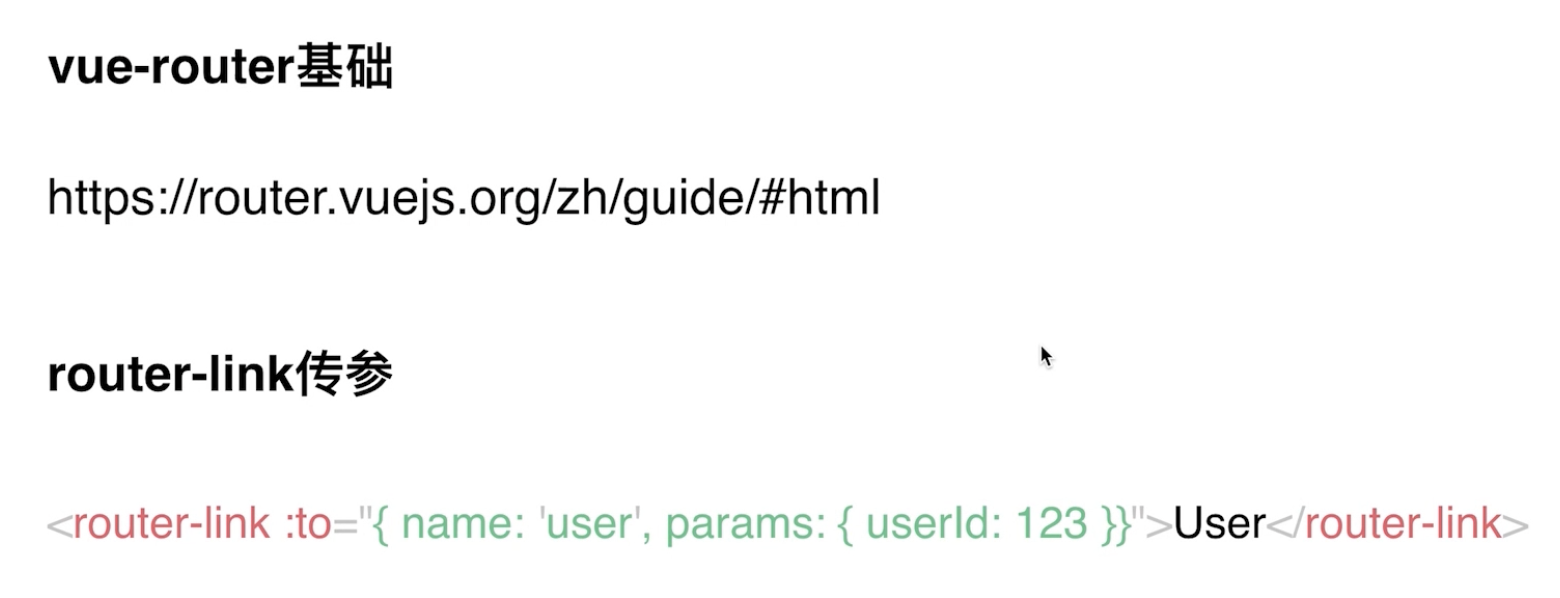 vue-router基础
https://router.vuejs.org/zh/guide/#html
router-link传参
<router-link :to="{ name: 'user', params: { userId: 123 }}">User</router-link>